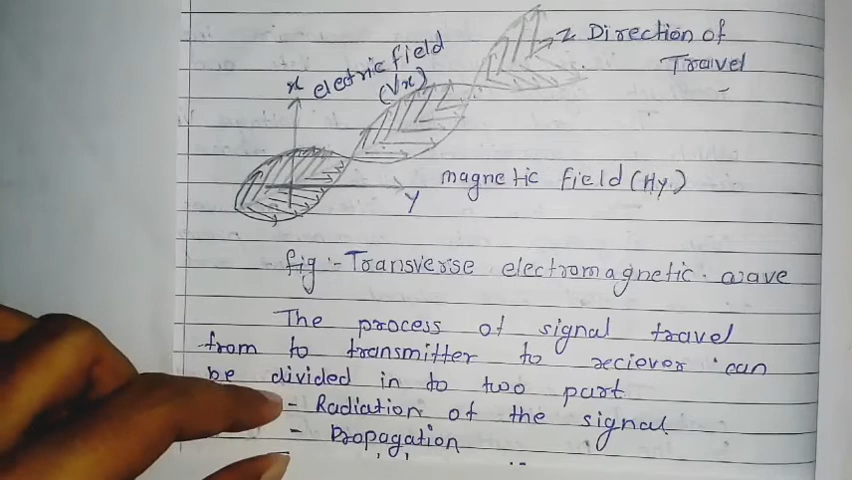 z Direction of
Travel
x electric field
(Vx)
magnetic field (Hy)
Y
fig :- Transverse electromagnetic. wave
The process of signal travel
from to transmitter to reciever can
be divided in to two part
- Radiation of the signal
- Propagation